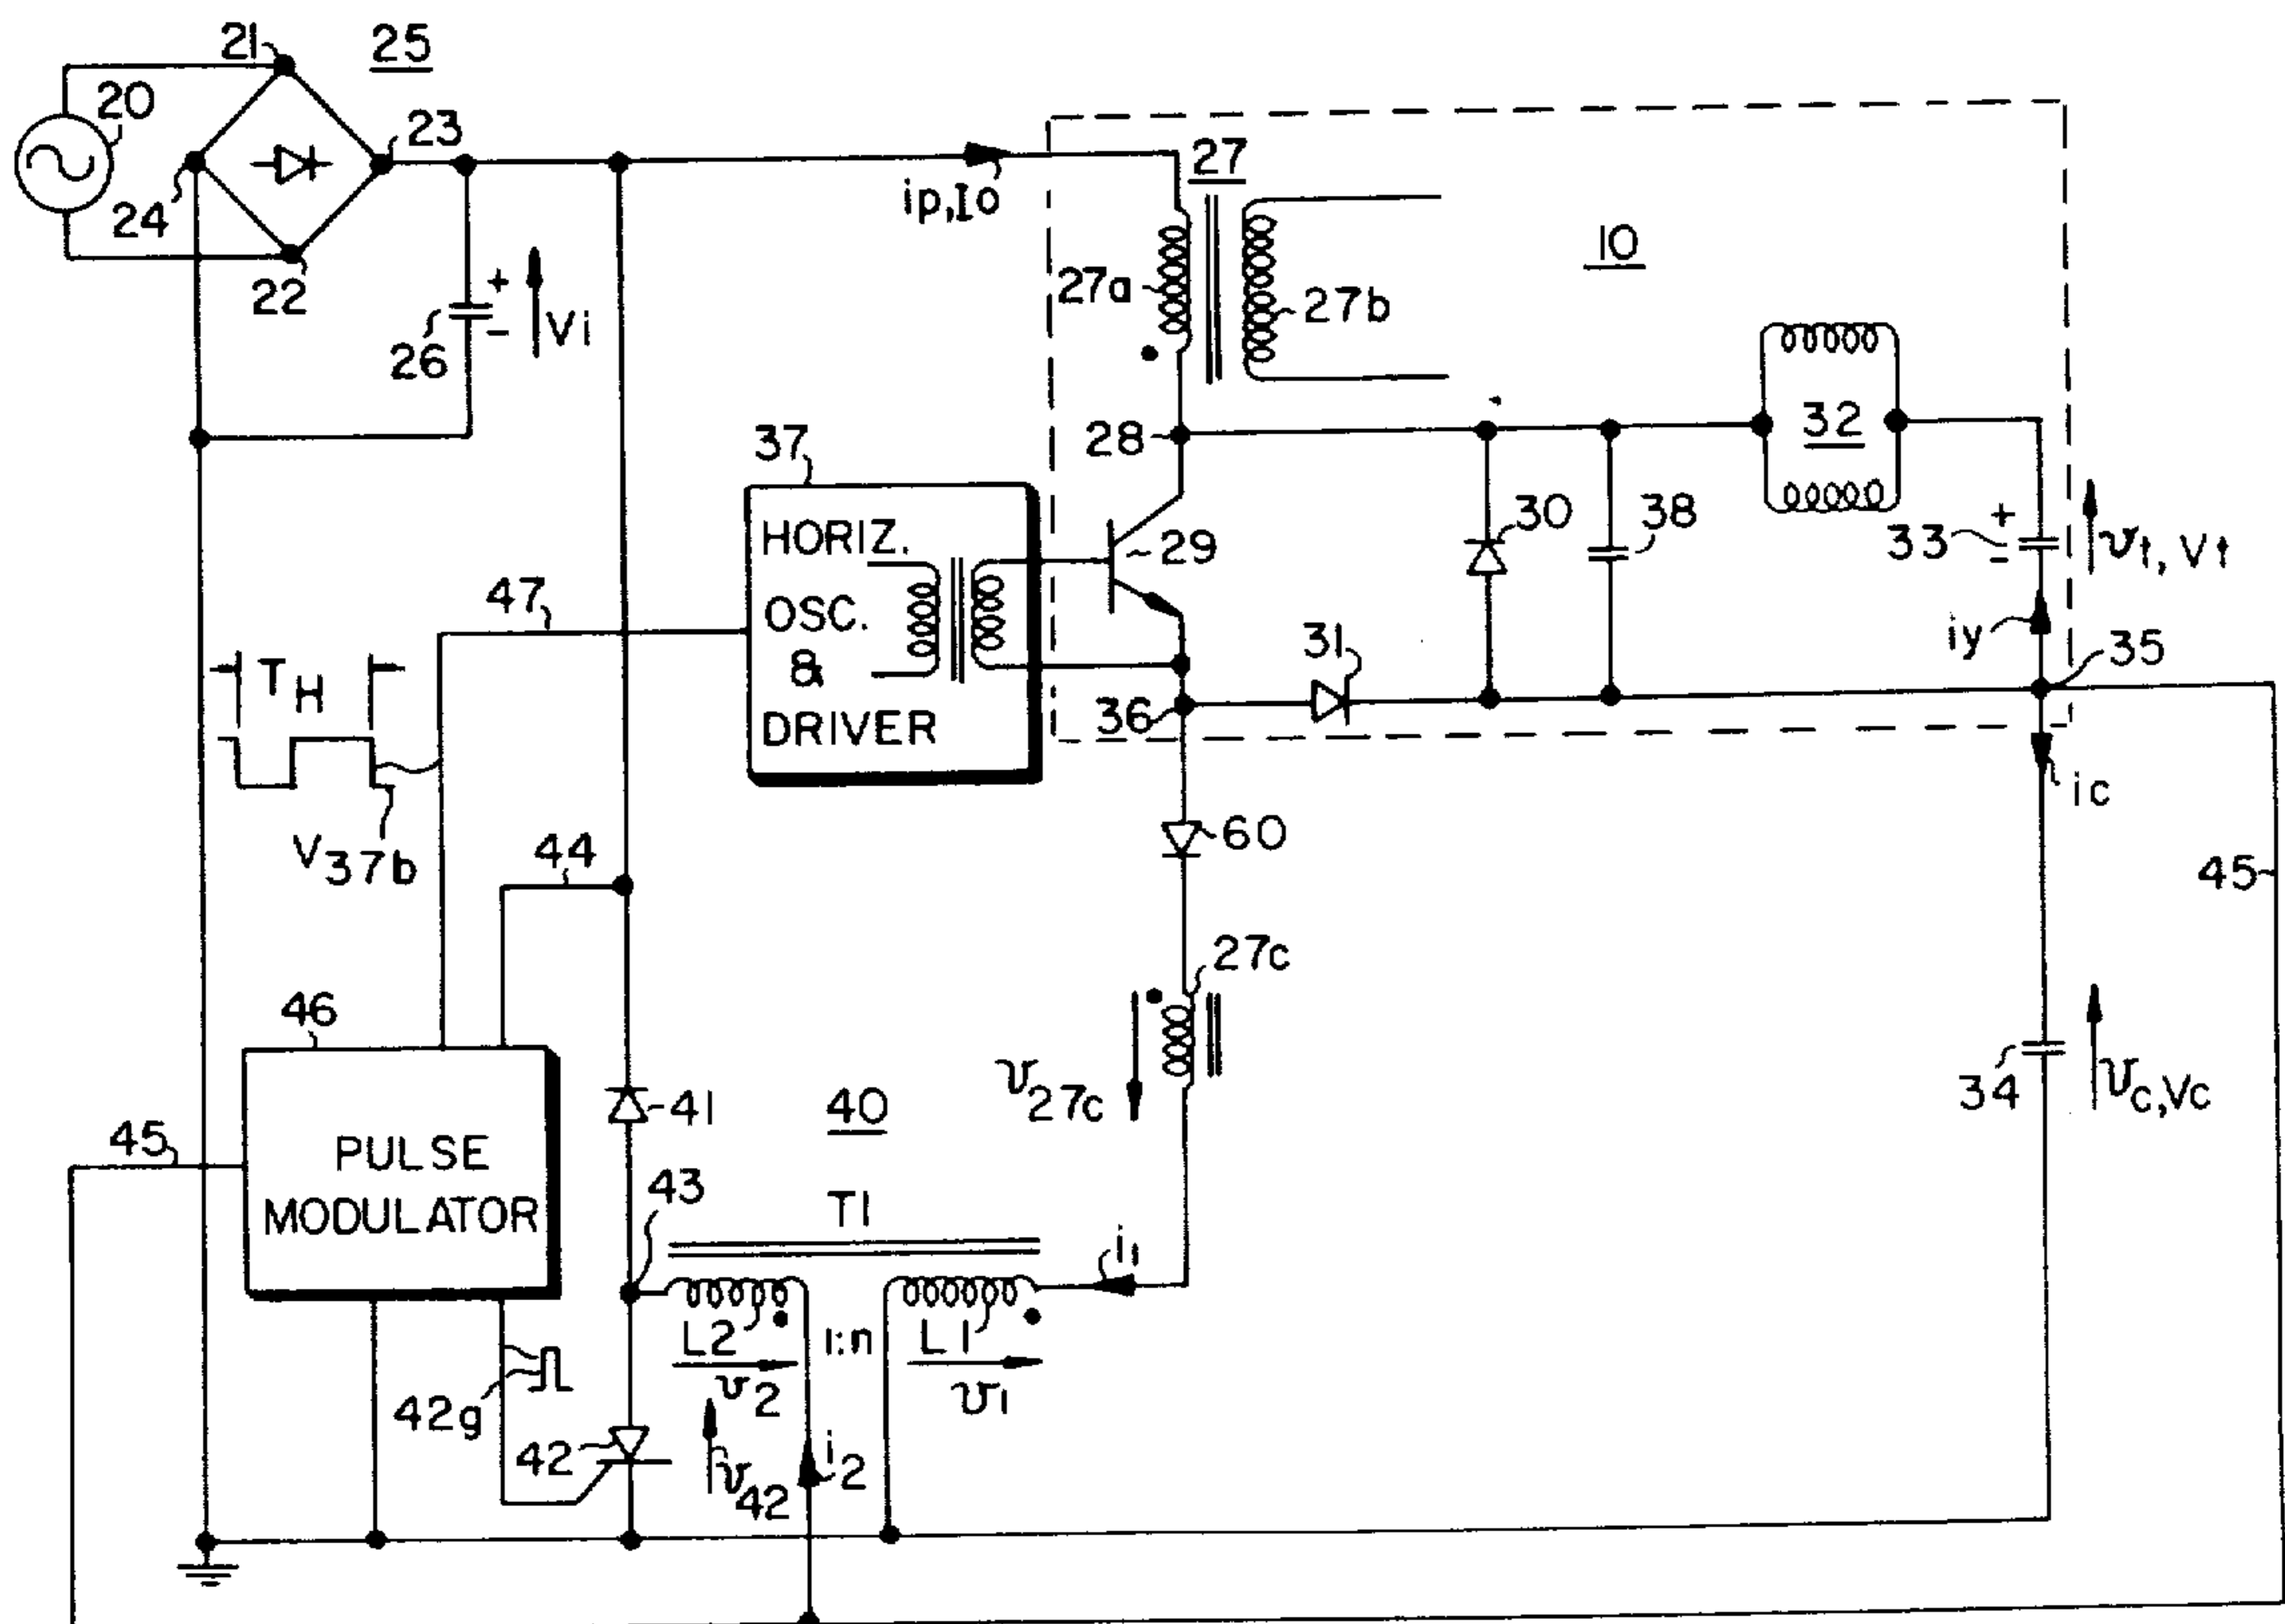 21
25
20
23
24
22
26
+
-
Vi
ip,Io
27
27a
27b
10
28
32
37
HORIZ.
OSC.
&
DRIVER
29
30
38
33
+
-
vt, Vt
iy
35
31
36
ic
47
TH
V37b
44
60
45
27c
v27c
46
PULSE
MODULATOR
45
41
40
43
T1
i1
L2
1:n
L1
v2
v1
42g
42
v42
i2
34
vc,Vc